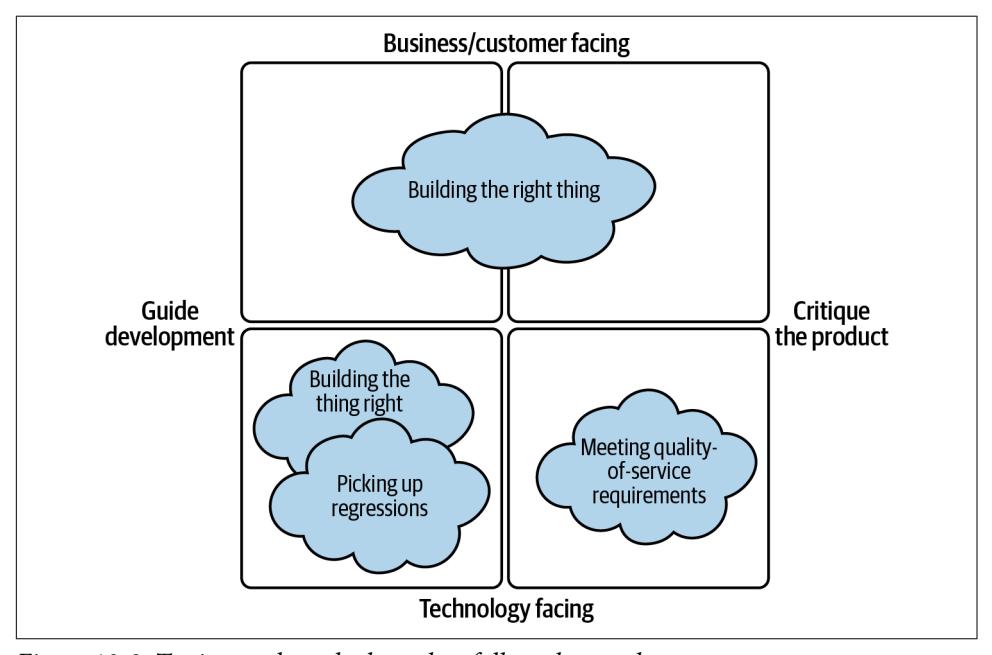 Business/customer facing
Building the right thing
Guide
development
Critique
the product
Building the
thing right
Picking up
regressions
Meeting quality-
of-service
requirements
Technology facing